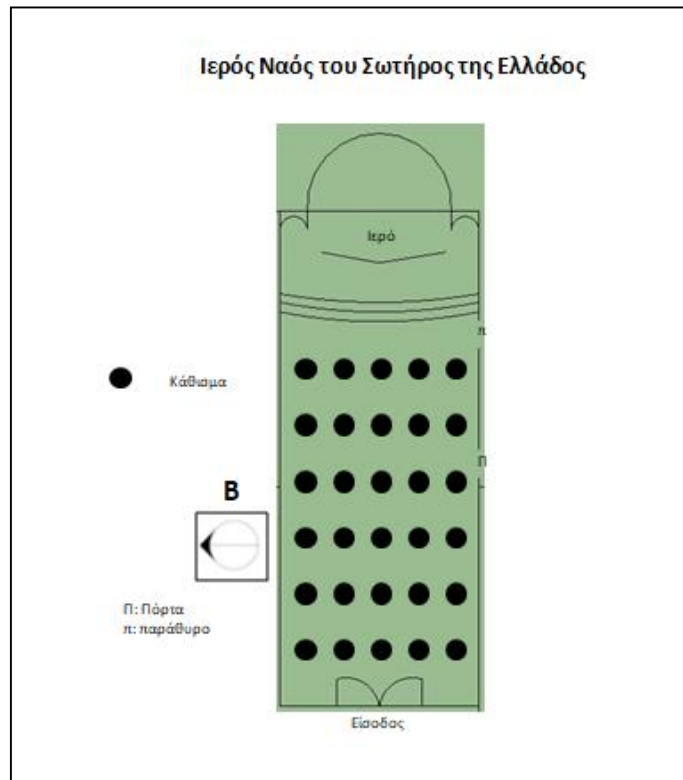 Ιερός Ναός του Σωτήρος της Ελλάδος
Ιερό
π
Κάθισμα
Π
Β
Π: Πόρτα
π: παράθυρο
Είσοδος